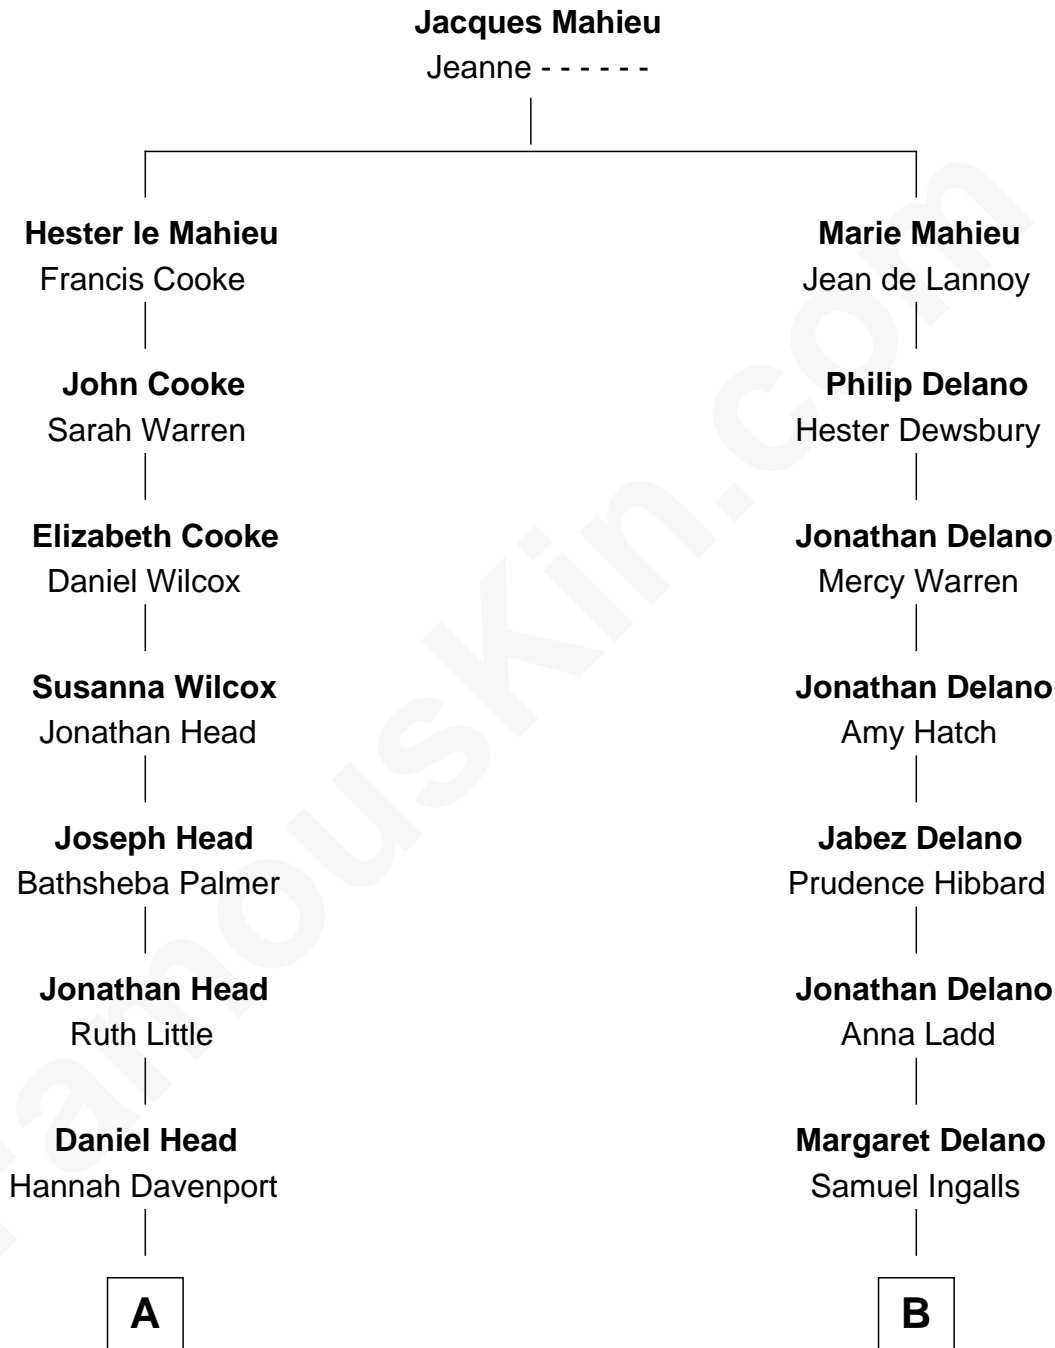 Jacques Mahieu
Jeanne - - - - - -
Hester le Mahieu
Francis Cooke
Marie Mahieu
Jean de Lannoy
John Cooke
Sarah Warren
Philip Delano
Hester Dewsbury
Elizabeth Cooke
Daniel Wilcox
Jonathan Delano
Mercy Warren
Susanna Wilcox
Jonathan Head
Jonathan Delano
Amy Hatch
Joseph Head
Bathsheba Palmer
Jabez Delano
Prudence Hibbard
Jonathan Head
Ruth Little
Jonathan Delano
Anna Ladd
Daniel Head
Hannah Davenport
Margaret Delano
Samuel Ingalls
A
B
FamousKin.com